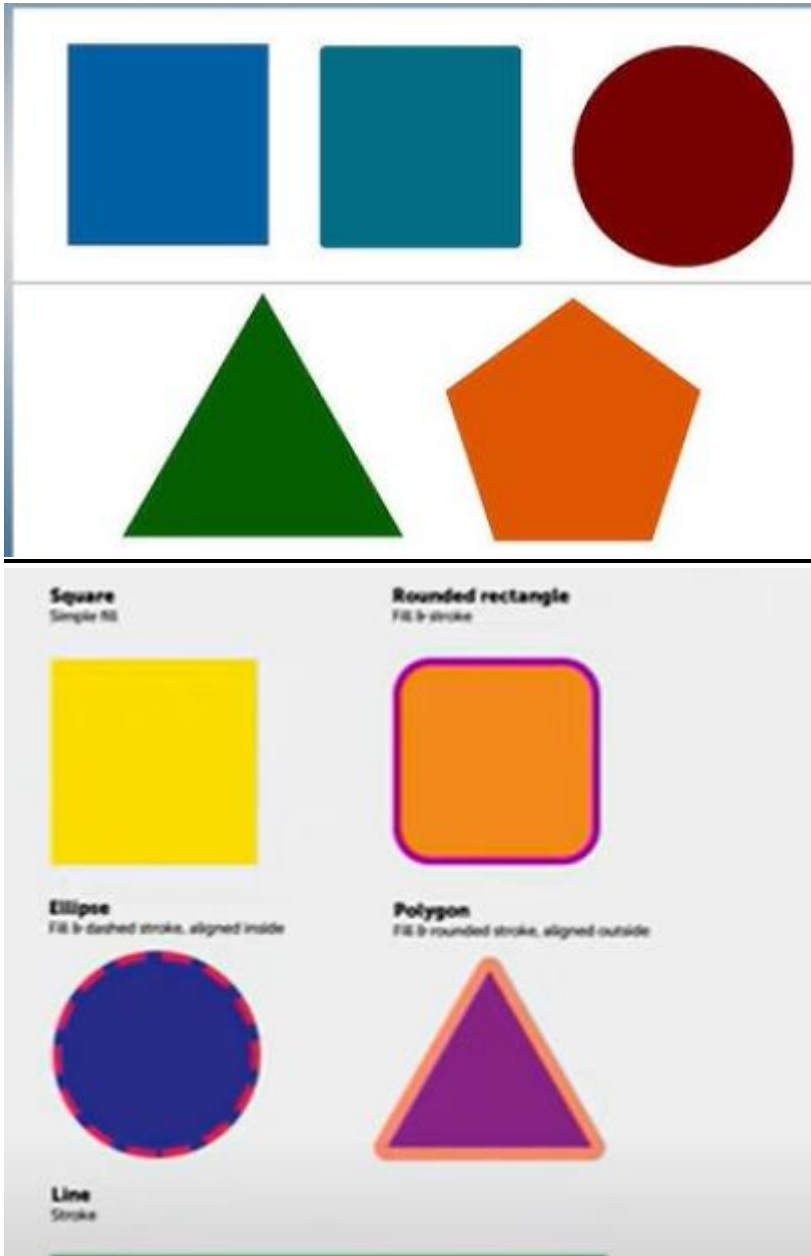 Square
Simple fill
Rounded rectangle
Fill & stroke
Ellipse
Fill & dashed stroke, aligned inside
Polygon
Fill & rounded stroke, aligned outside
Line
Stroke